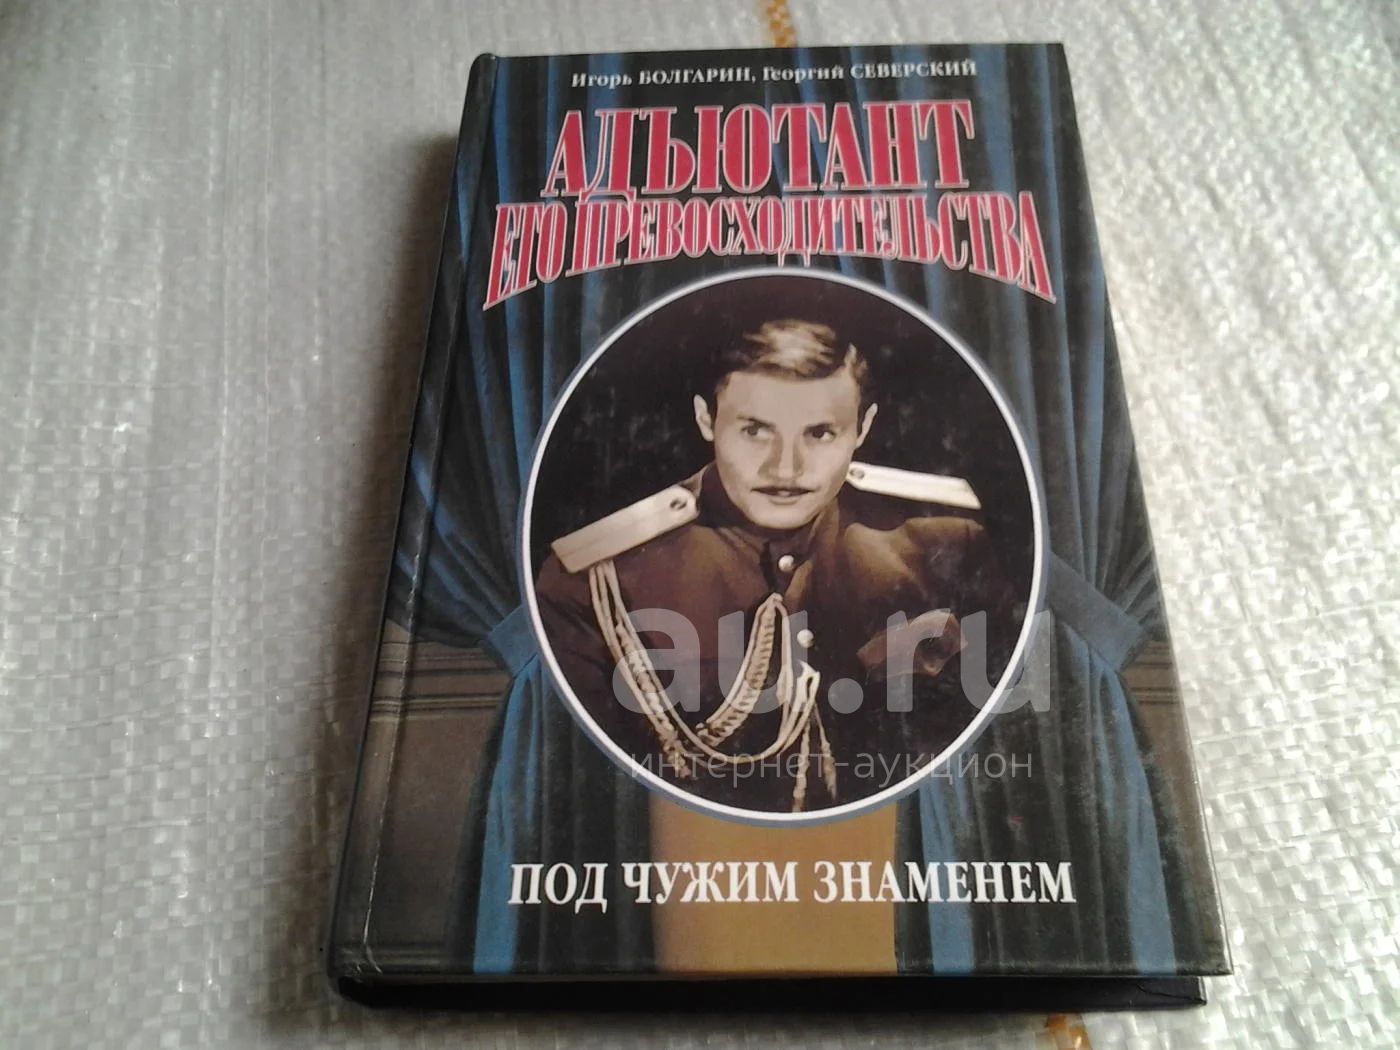 Игорь БОЛГАРИН, Георгий СЕВЕРСКИЙ
АДЪЮТАНТ
ЕГО ПРЕВОСХОДИТЕЛЬСТВА
au.ru
интернет-аукцион
ПОД ЧУЖИМ ЗНАМЕНЕМ